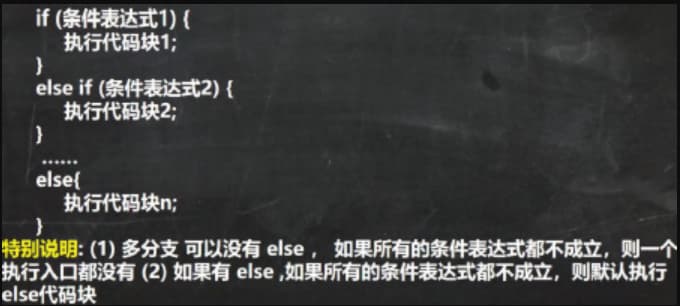 if (条件表达式1) {
执行代码块1;
}
else if (条件表达式2) {
执行代码块2;
}
......
else{
执行代码块n;
}
特别说明: (1) 多分支 可以没有 else ， 如果所有的条件表达式都不成立，则一个
执行入口都没有 (2) 如果有 else ,如果所有的条件表达式都不成立，则默认执行
else代码块